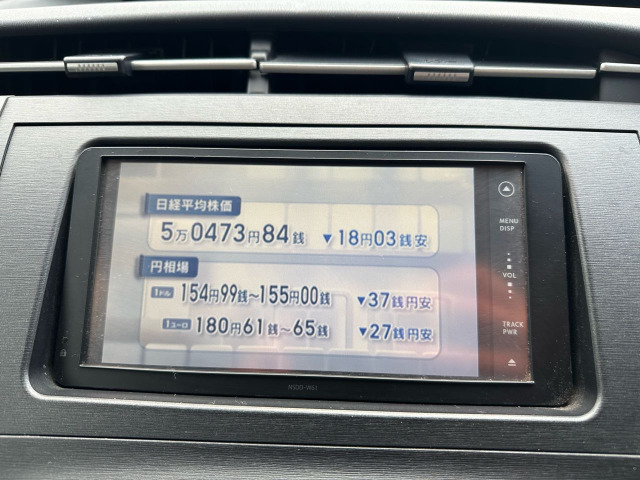 日経平均株価
5万0473円84銭 ▼18円03銭安
円相場
1ドル 154円99銭~155円00銭 ▼37銭円安
1ユーロ 180円61銭~65銭 ▼27銭円安
MENU
DISP
VOL
TRACK
PWR
NSDD-W61